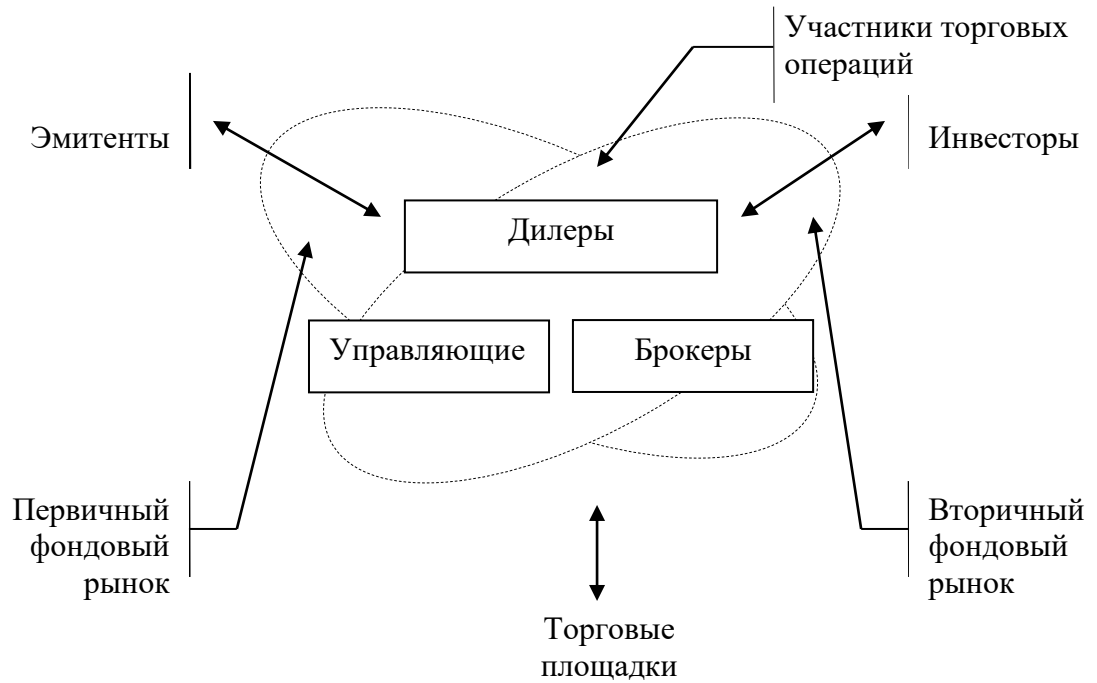 Участники торговых
операций
Эмитенты
Инвесторы
Дилеры
Управляющие
Брокеры
Первичный
фондовый
рынок
Вторичный
фондовый
рынок
Торговые
площадки